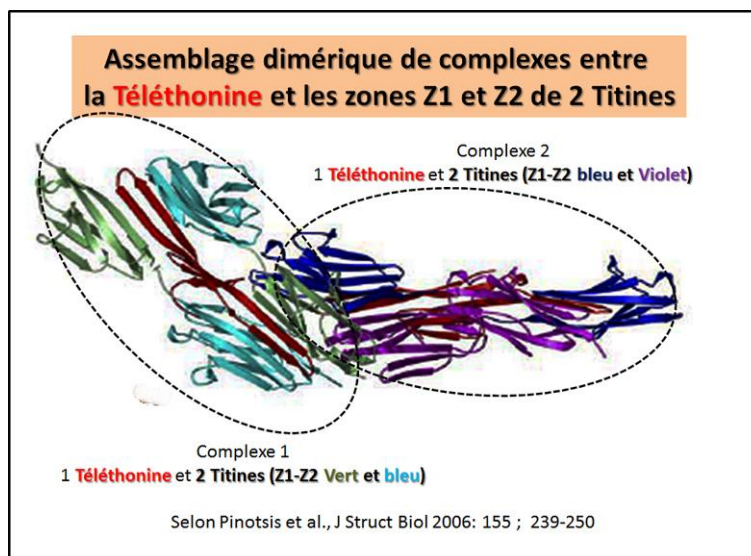 Assemblage dimérique de complexes entre
la Téléthonine et les zones Z1 et Z2 de 2 Titines
Complexe 2
1 Téléthonine et 2 Titines (Z1-Z2 bleu et Violet)
Complexe 1
1 Téléthonine et 2 Titines (Z1-Z2 Vert et bleu)
Selon Pinotsis et al., J Struct Biol 2006: 155 ; 239-250